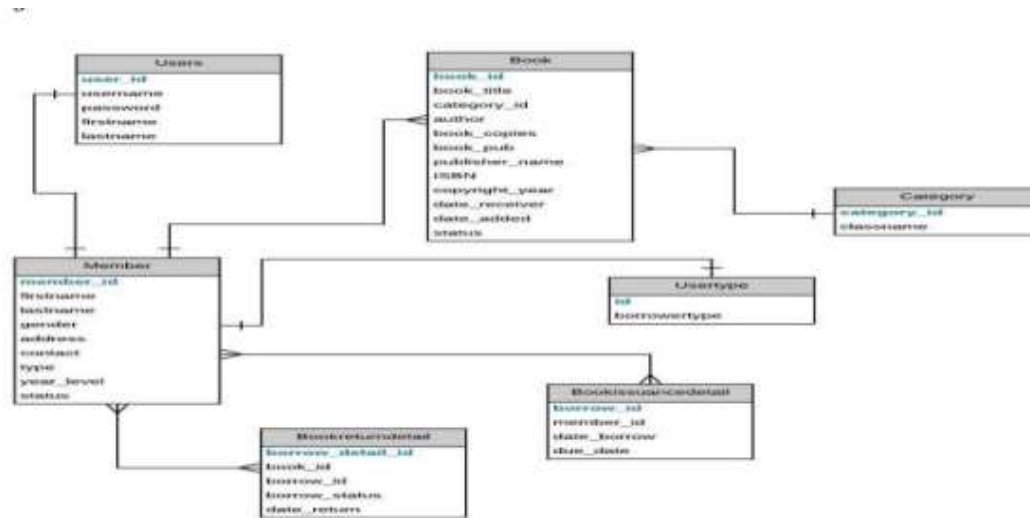 Users
user_id
username
password
firstname
lastname
Book
book_id
book_title
category_id
author
book_copies
book_pub
publisher_name
ISBN
copyright_year
date_receiver
date_added
status
Category
category_id
classname
Member
member_id
firstname
lastname
gender
address
contact
type
year_level
status
Usertype
id
borrowertype
Bookissuancedetail
borrow_id
member_id
date_borrow
due_date
Bookreturndetail
borrow_detail_id
book_id
borrow_id
borrow_status
date_return